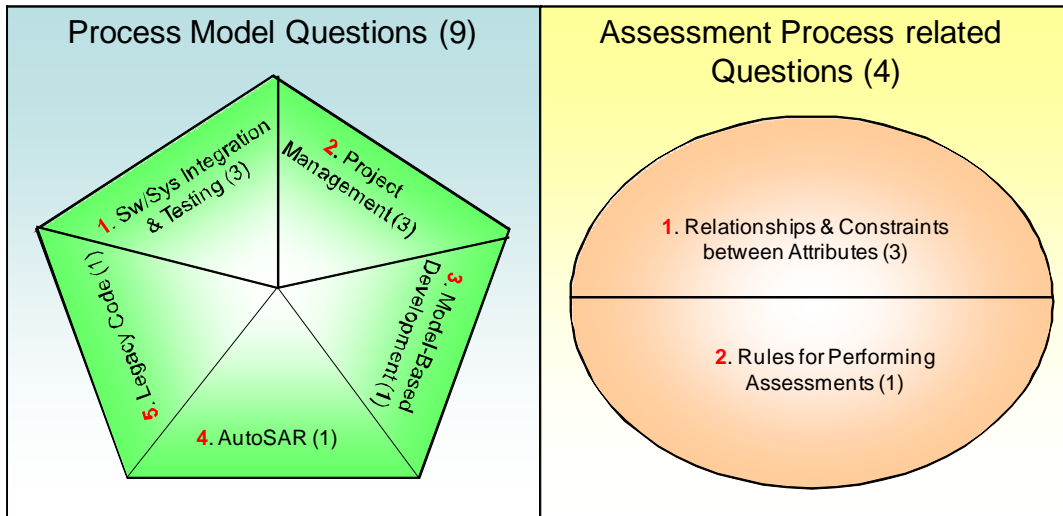 Process Model Questions (9)
1. Sw/Sys Integration
& Testing (3)
2. Project
Management (3)
3. Model-Based
Development (1)
4. AutoSAR (1)
5. Legacy Code (1)
Assessment Process related
Questions (4)
1. Relationships & Constraints
between Attributes (3)
2. Rules for Performing
Assessments (1)